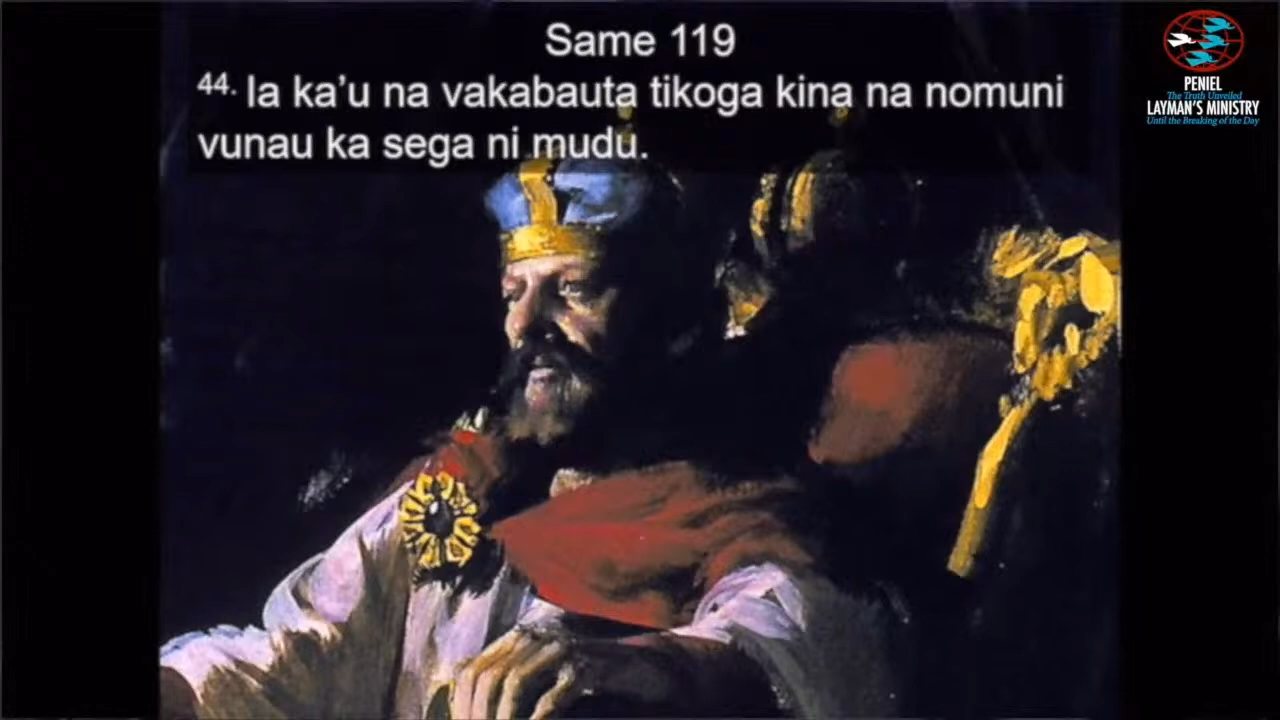 Same 119
44. Ia ka’u na vakabauta tikoga kina na nomuni
vunau ka sega ni mudu.
PENIEL
The Truth Unveiled
LAYMAN'S MINISTRY
Until the Breaking of the Day